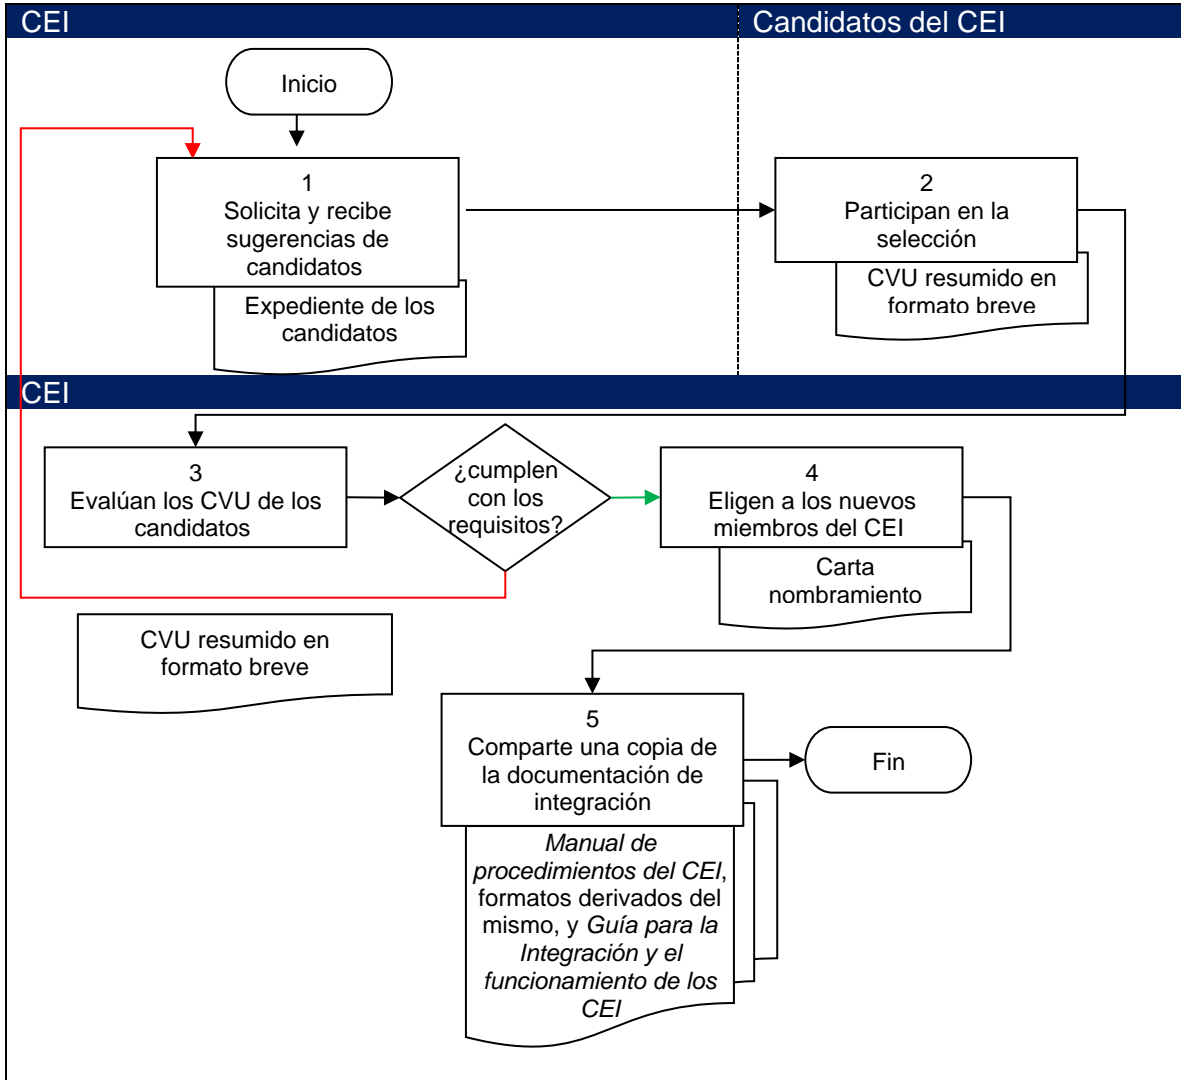 CEI
Candidatos del CEI
Inicio
1
Solicita y recibe
sugerencias de
candidatos
Expediente de los
candidatos
2
Participan en la
selección
CVU resumido en
formato breve
CEI
3
Evalúan los CVU de los
candidatos
¿cumplen
con los
requisitos?
4
Eligen a los nuevos
miembros del CEI
Carta
nombramiento
CVU resumido en
formato breve
5
Comparte una copia de
la documentación de
integración
Fin
Manual de
procedimientos del CEI,
formatos derivados del
mismo, y Guía para la
Integración y el
funcionamiento de los
CEI